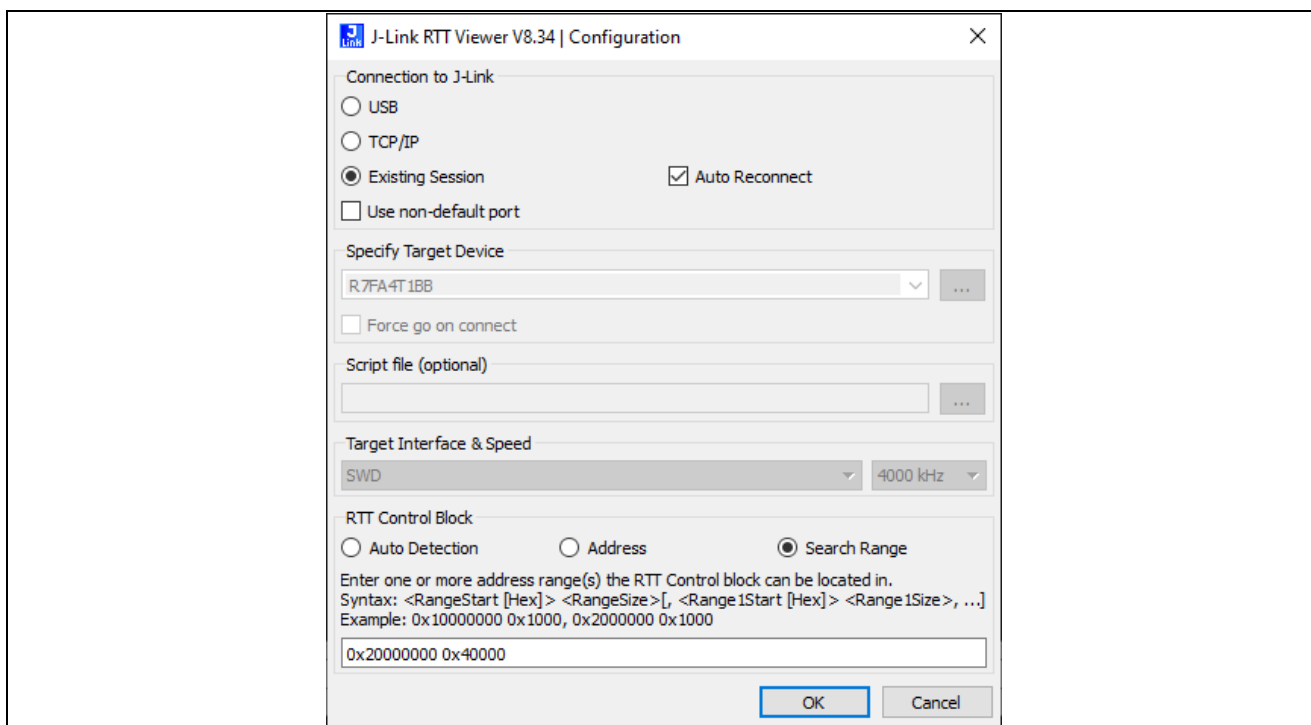 J-Link RTT Viewer V8.34 | Configuration
Connection to J-Link
USB
TCP/IP
Existing Session Auto Reconnect
Use non-default port
Specify Target Device
R7FA4T1BB ...
Force go on connect
Script file (optional)
...
Target Interface & Speed
SWD 4000 kHz
RTT Control Block
Auto Detection Address Search Range
Enter one or more address range(s) the RTT Control block can be located in.
Syntax: <RangeStart [Hex]> <RangeSize>[, <Range1Start [Hex]> <Range1Size>, ...]
Example: 0x10000000 0x1000, 0x2000000 0x1000
0x20000000 0x40000
OK Cancel